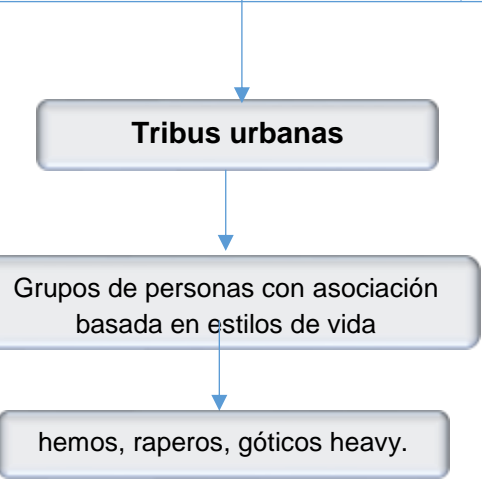 Tribus urbanas
Grupos de personas con asociación
basada en estilos de vida
hemos, raperos, góticos heavy.